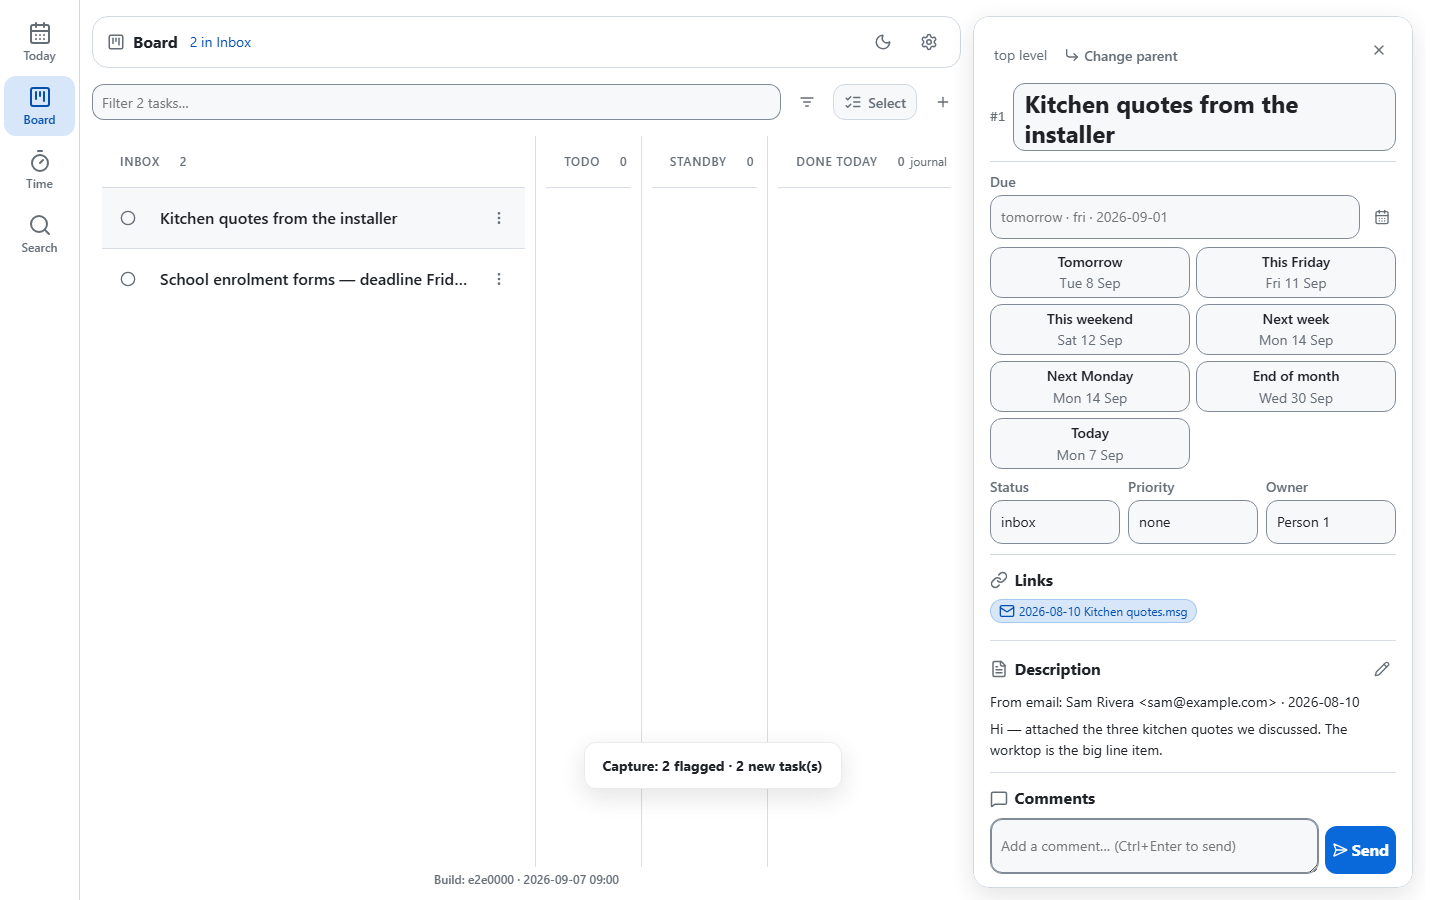 Today
Board
Time
Search
Board 2 in Inbox
Filter 2 tasks...
Select
INBOX 2
TODO 0
STANDBY 0
DONE TODAY 0 journal
Kitchen quotes from the installer
School enrolment forms — deadline Frid...
Capture: 2 flagged · 2 new task(s)
Build: e2e0000 · 2026-09-07 09:00
top level Change parent
#1 Kitchen quotes from the
installer
Due
tomorrow · fri · 2026-09-01
Tomorrow
Tue 8 Sep
This Friday
Fri 11 Sep
This weekend
Sat 12 Sep
Next week
Mon 14 Sep
Next Monday
Mon 14 Sep
End of month
Wed 30 Sep
Today
Mon 7 Sep
Status Priority Owner
inbox none Person 1
Links
2026-08-10 Kitchen quotes.msg
Description
From email: Sam Rivera <sam@example.com> · 2026-08-10
Hi — attached the three kitchen quotes we discussed. The
worktop is the big line item.
Comments
Add a comment... (Ctrl+Enter to send)
Send